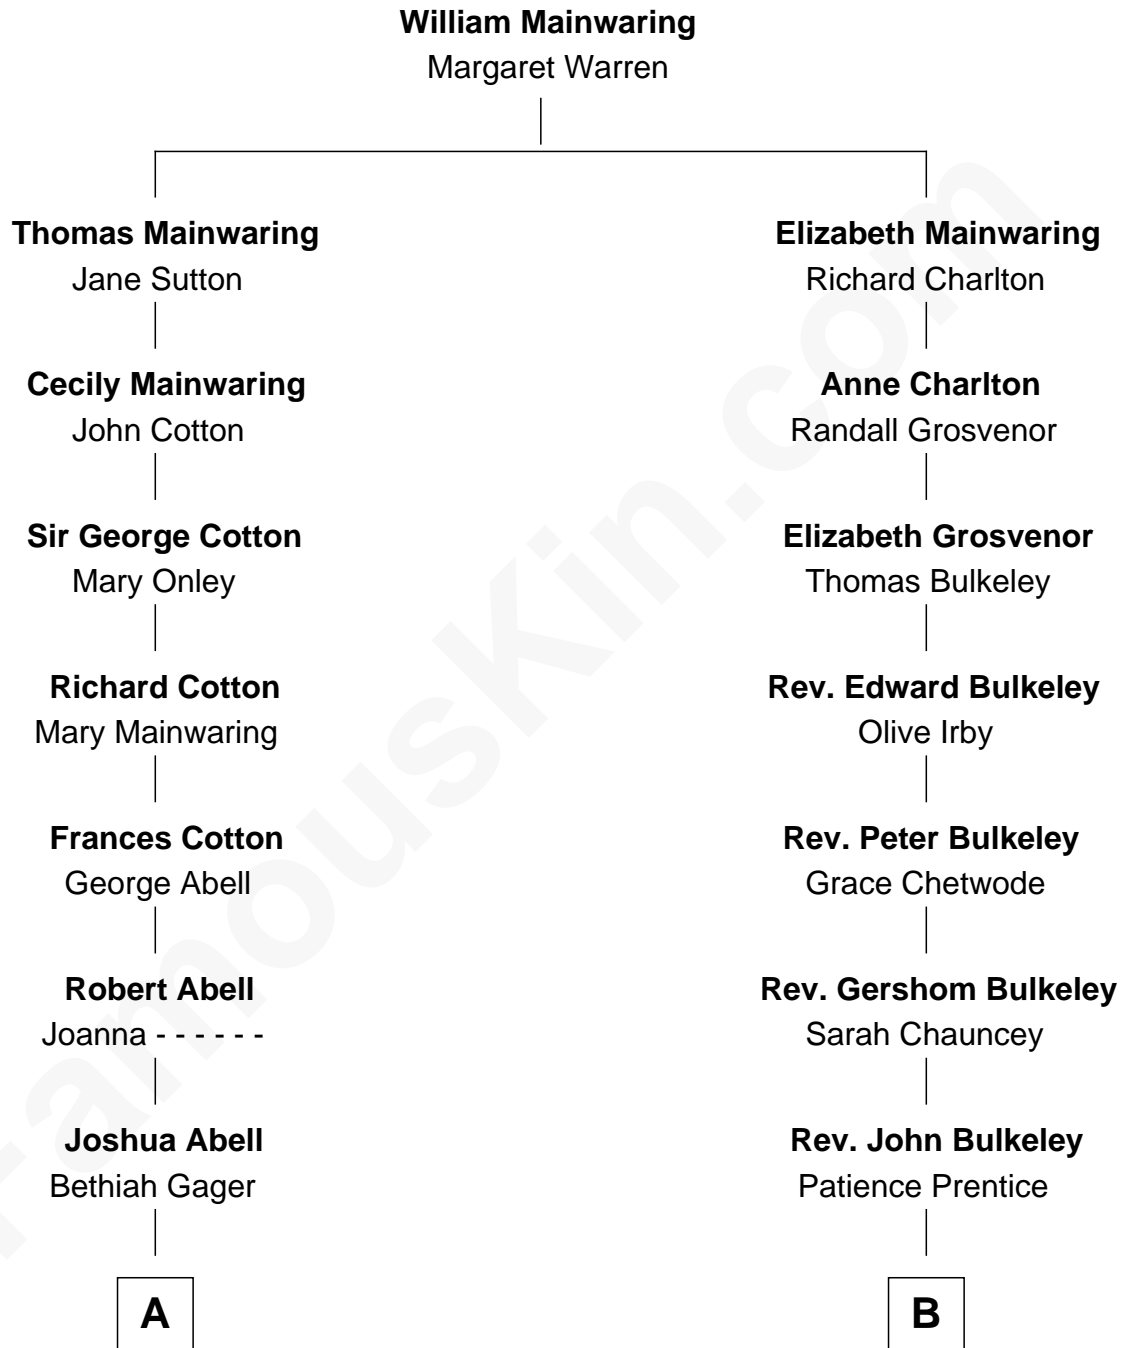 William Mainwaring
Margaret Warren
Thomas Mainwaring
Jane Sutton
Elizabeth Mainwaring
Richard Charlton
Cecily Mainwaring
John Cotton
Anne Charlton
Randall Grosvenor
Sir George Cotton
Mary Onley
Elizabeth Grosvenor
Thomas Bulkeley
Richard Cotton
Mary Mainwaring
Rev. Edward Bulkeley
Olive Irby
Frances Cotton
George Abell
Rev. Peter Bulkeley
Grace Chetwode
Robert Abell
Joanna - - - - - -
Rev. Gershom Bulkeley
Sarah Chauncey
Joshua Abell
Bethiah Gager
Rev. John Bulkeley
Patience Prentice
A
B
FamousKin.com